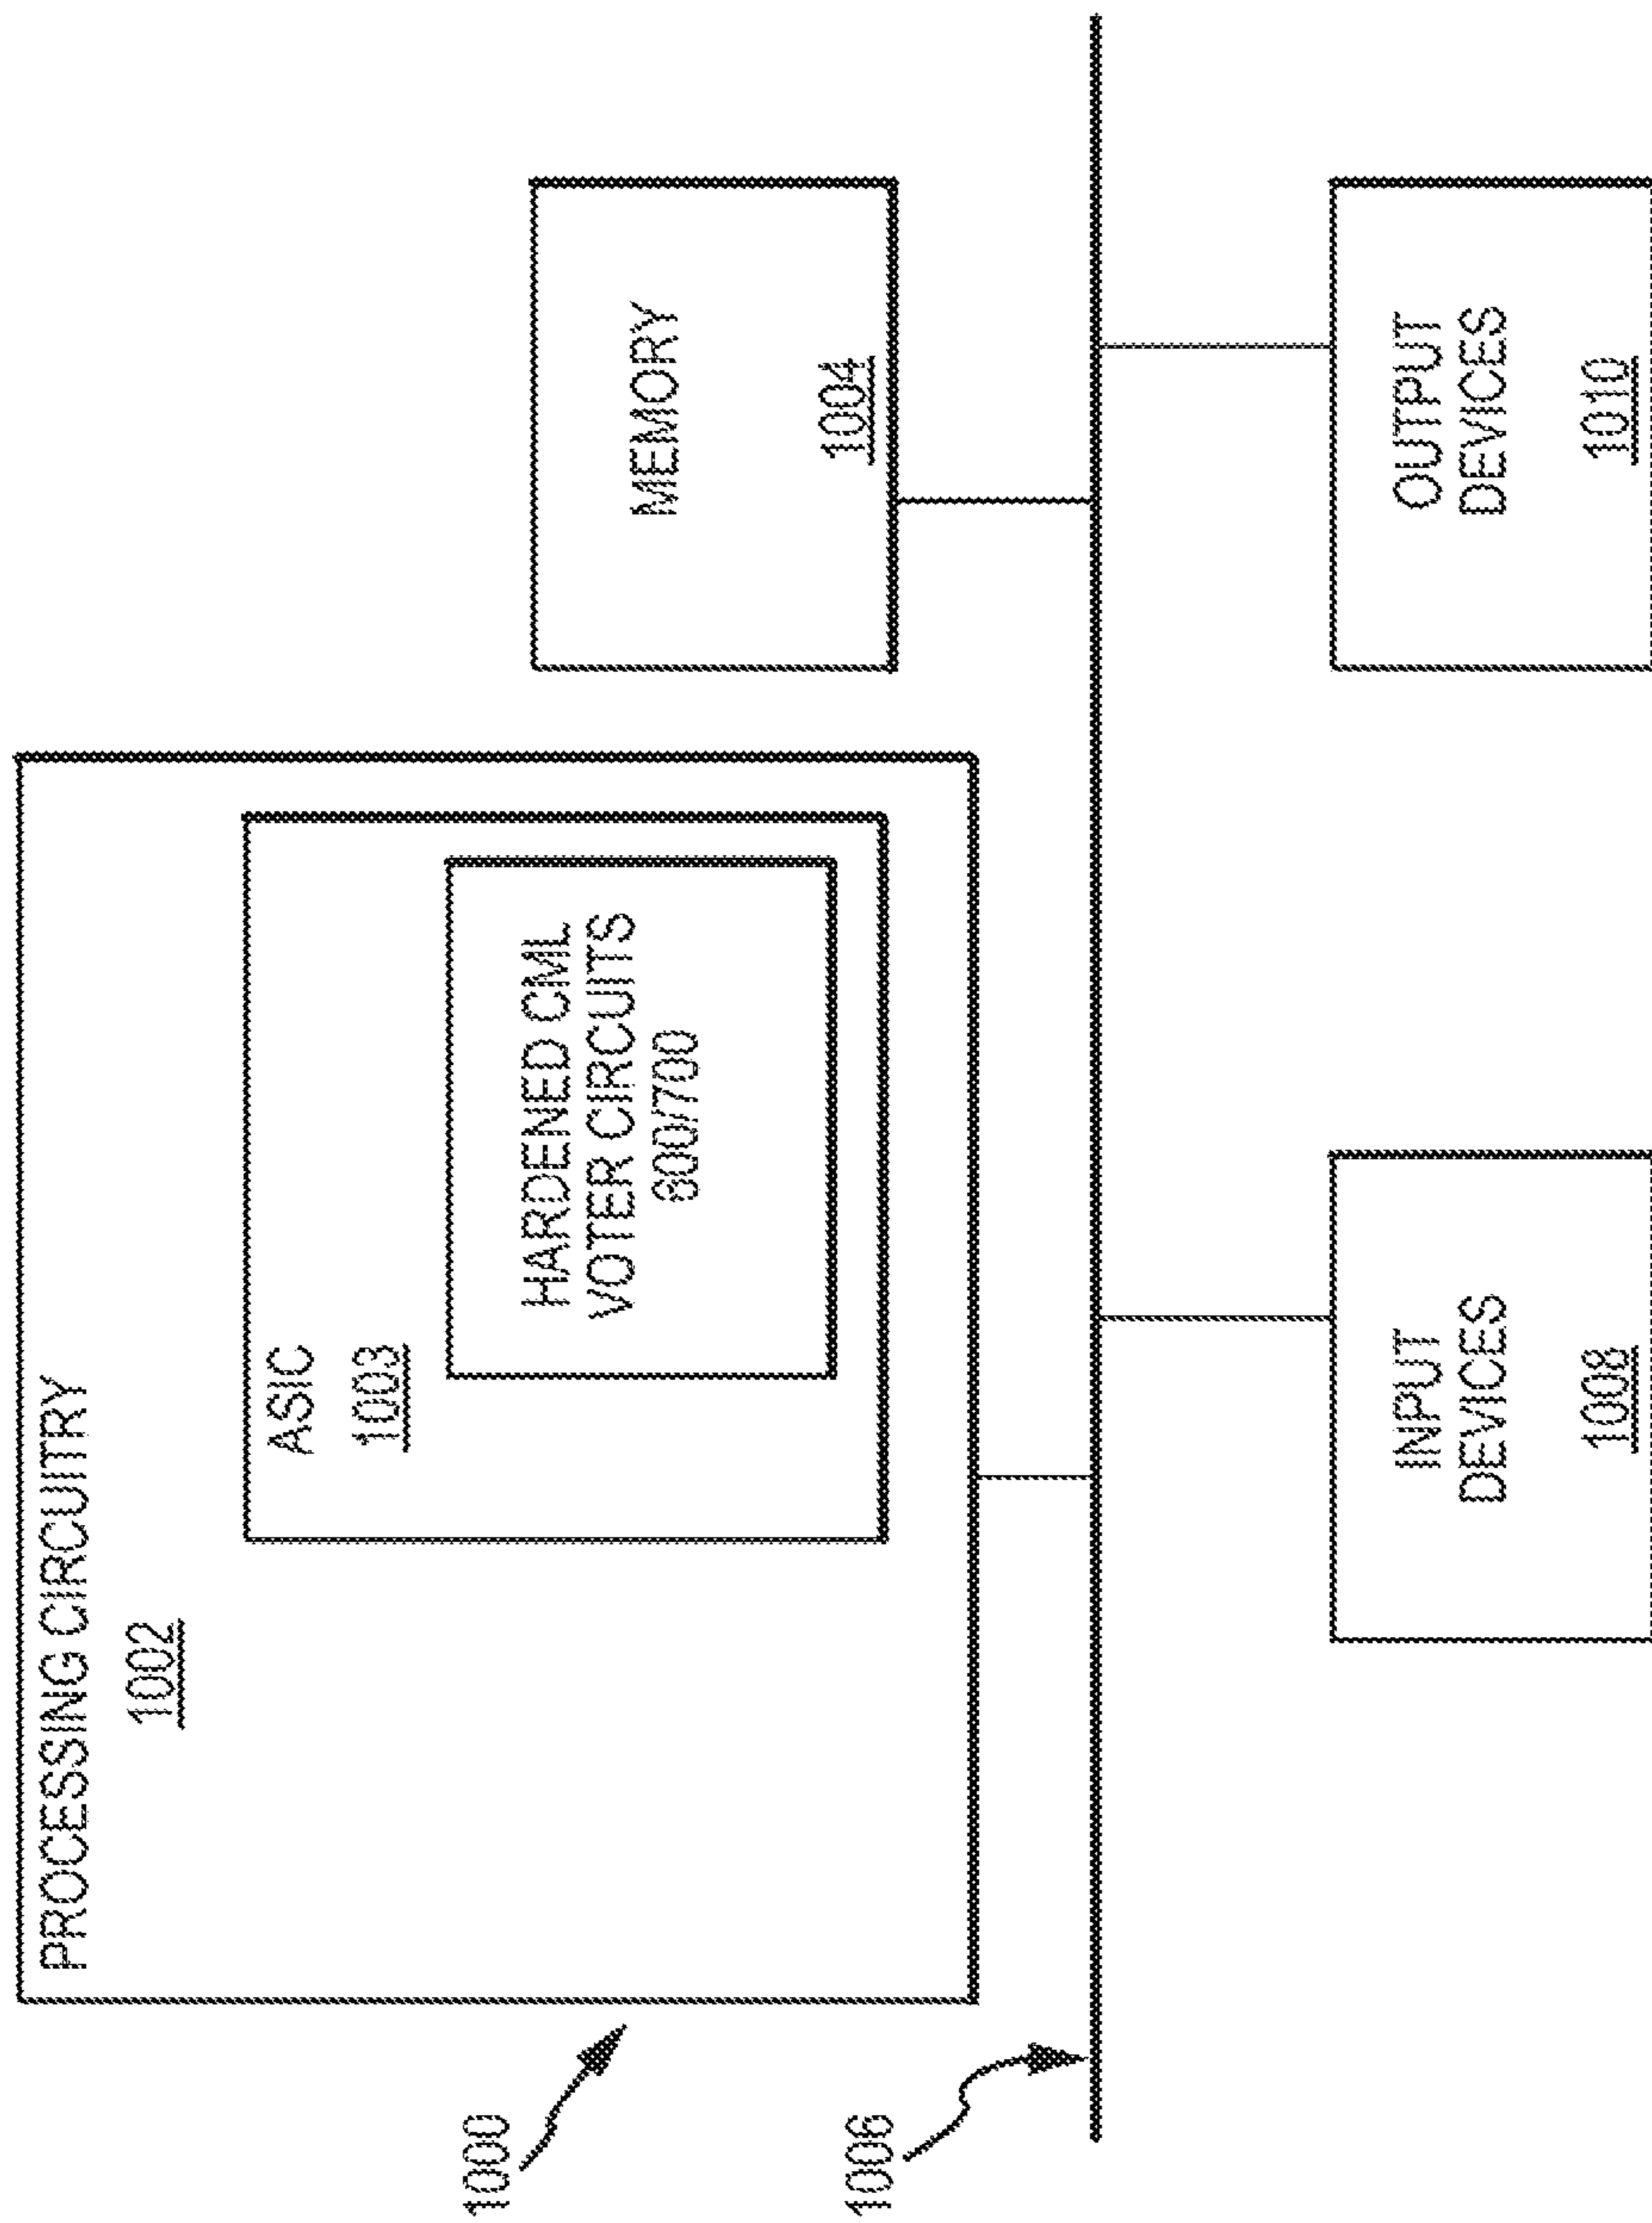 PROCESSING CIRCUITRY
1002
ASIC
1003
HARDENED CML
VOTER CIRCUITS
600/700
1000
MEMORY
1004
1006
INPUT
DEVICES
1008
OUTPUT
DEVICES
1010